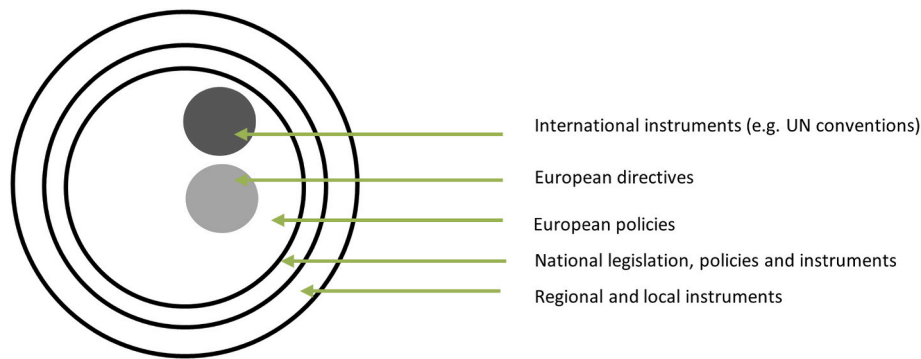 International instruments (e.g. UN conventions)
European directives
European policies
National legislation, policies and instruments
Regional and local instruments